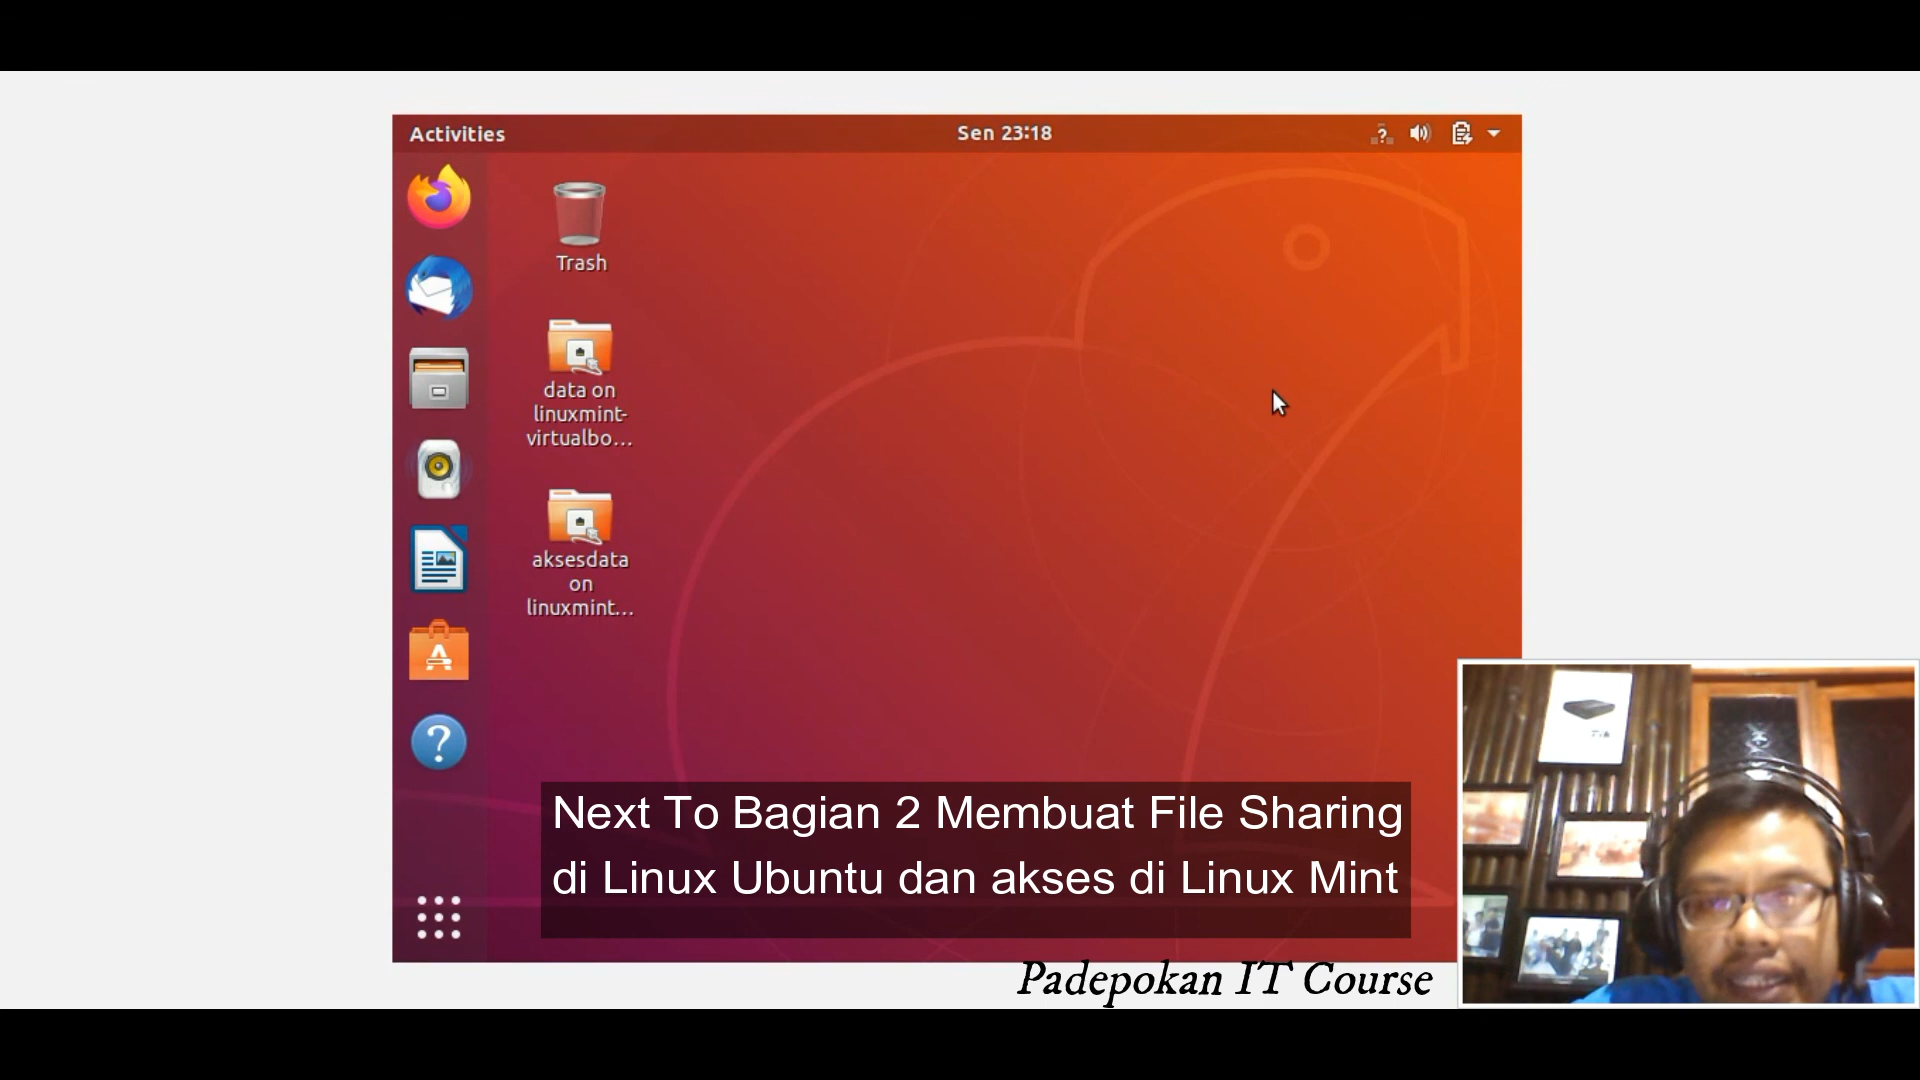 Activities
Sen 23:18
Trash
data on
linuxmint-
virtualbo...
aksesdata
on
linuxmint...
Next To Bagian 2 Membuat File Sharing
di Linux Ubuntu dan akses di Linux Mint
Padepokan IT Course